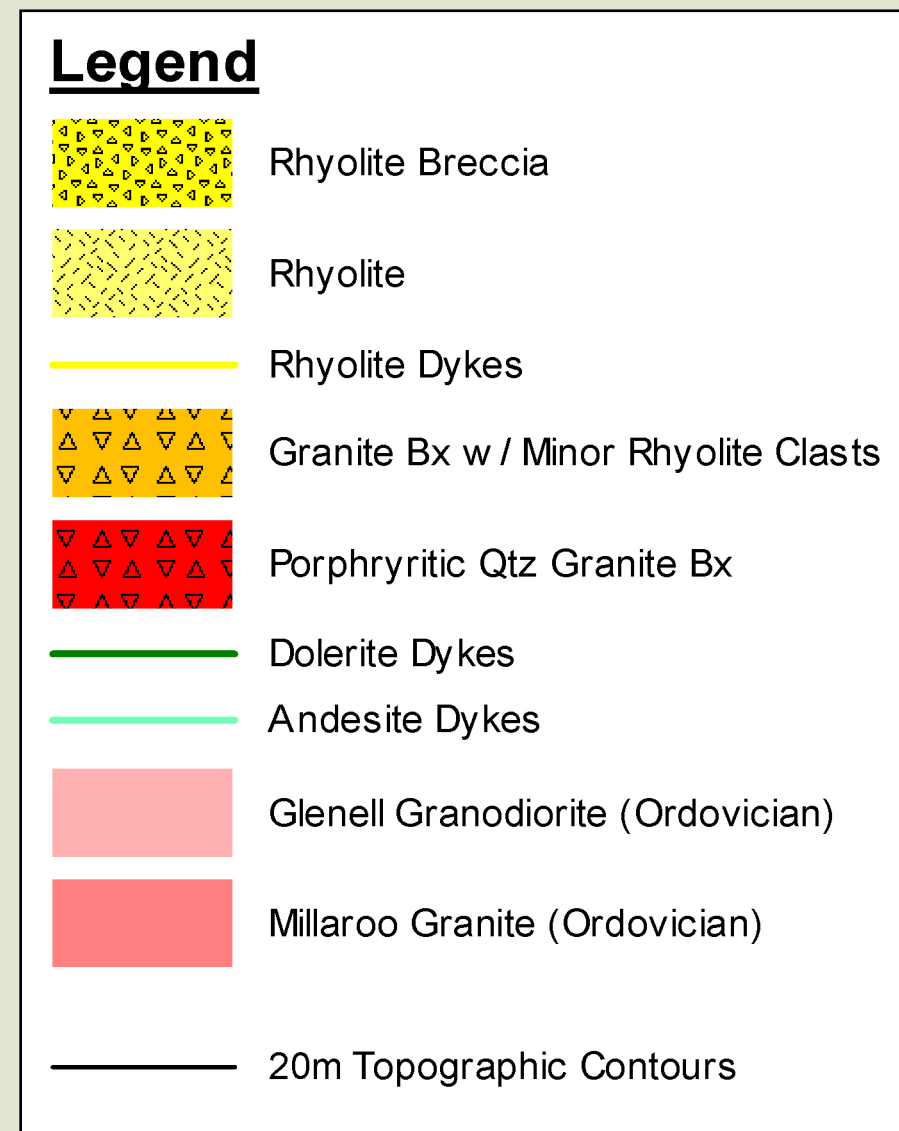 Legend
Rhyolite Breccia
Rhyolite
Rhyolite Dykes
Granite Bx w / Minor Rhyolite Clasts
Porphryritic Qtz Granite Bx
Dolerite Dykes
Andesite Dykes
Glenell Granodiorite (Ordovician)
Millaroo Granite (Ordovician)
20m Topographic Contours